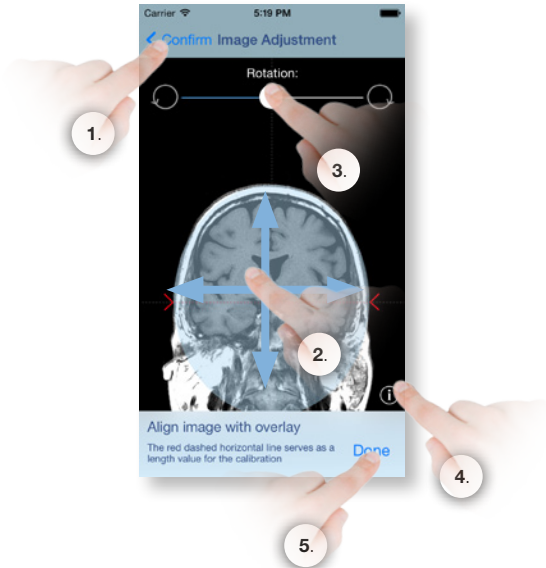 Carrier 5:19 PM
Confirm Image Adjustment
Rotation:
1.
3.
2.
i
Align image with overlay
The red dashed horizontal line serves as a
length value for the calibration
Done
4.
5.